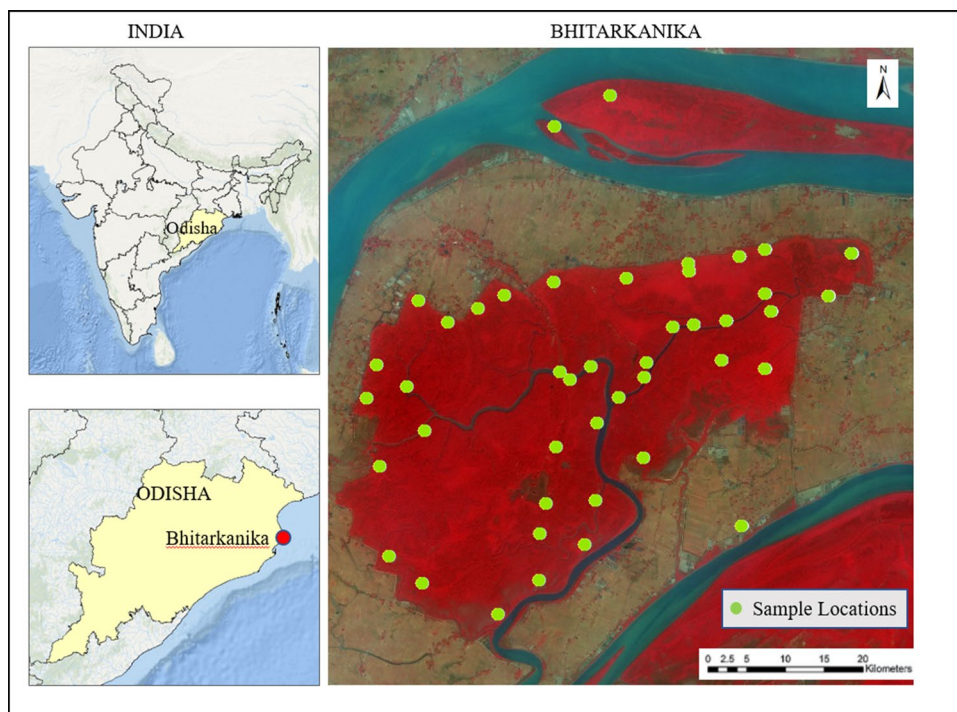 INDIA
BHITARKANIKA
N
Odisha
ODISHA
Bhitarkanika
Sample Locations
0 2.5 5 10 15 20
Kilometers